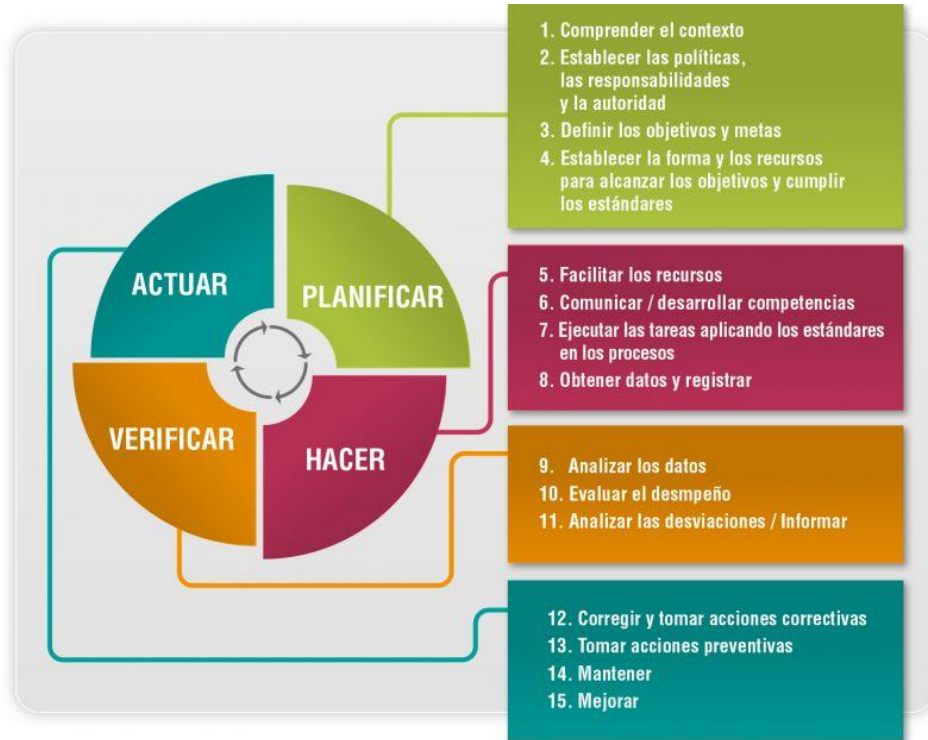 ACTUAR
PLANIFICAR
VERIFICAR
HACER
1. Comprender el contexto
2. Establecer las políticas,
las responsabilidades
y la autoridad
3. Definir los objetivos y metas
4. Establecer la forma y los recursos
para alcanzar los objetivos y cumplir
los estándares
5. Facilitar los recursos
6. Comunicar / desarrollar competencias
7. Ejecutar las tareas aplicando los estándares
en los procesos
8. Obtener datos y registrar
9. Analizar los datos
10. Evaluar el desmpeño
11. Analizar las desviaciones / Informar
12. Corregir y tomar acciones correctivas
13. Tomar acciones preventivas
14. Mantener
15. Mejorar